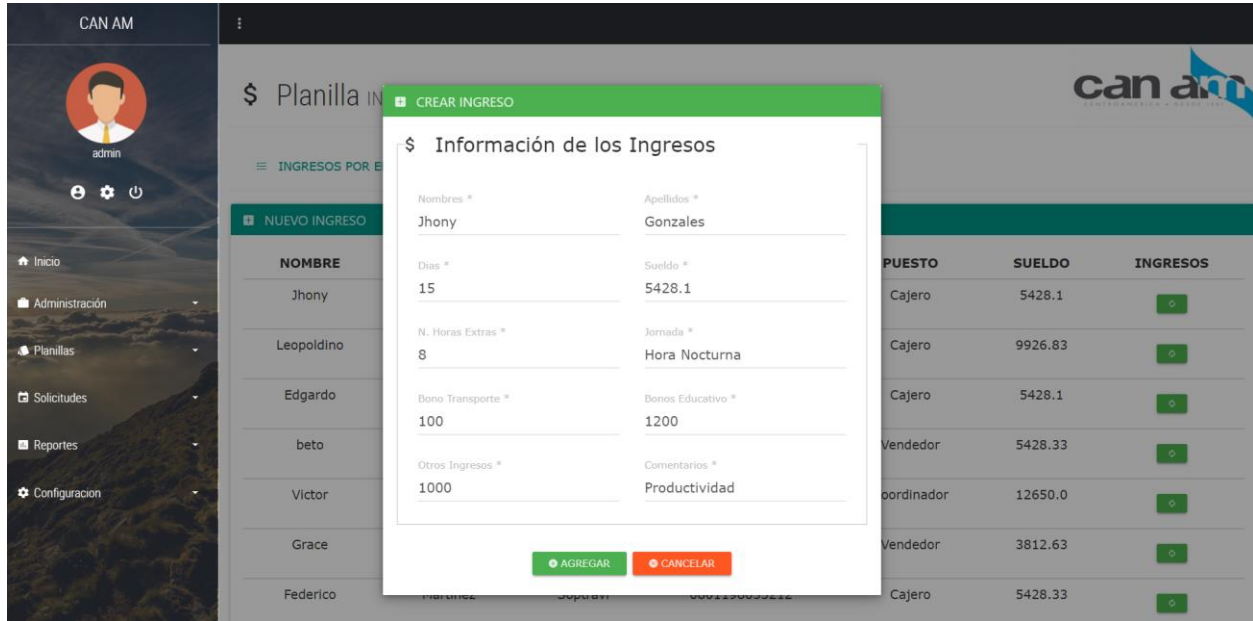 CAN AM
admin
Inicio
Administración
Planillas
Solicitudes
Reportes
Configuracion
$ Planilla IN
can am
INGRESOS POR E
NUEVO INGRESO
CREAR INGRESO
$ Información de los Ingresos
Nombres * Apellidos *
Jhony Gonzales
Dias * Sueldo *
15 5428.1
N. Horas Extras * Jornada *
8 Hora Nocturna
Bono Transporte * Bonos Educativo *
100 1200
Otros Ingresos * Comentarios *
1000 Productividad
AGREGAR CANCELAR
NOMBRE PUESTO SUELDO INGRESOS
Jhony Cajero 5428.1
Leopoldino Cajero 9926.83
Edgardo Cajero 5428.1
beto Vendedor 5428.33
Victor oordinador 12650.0
Grace Vendedor 3812.63
Federico Martinez Cajero 5428.33